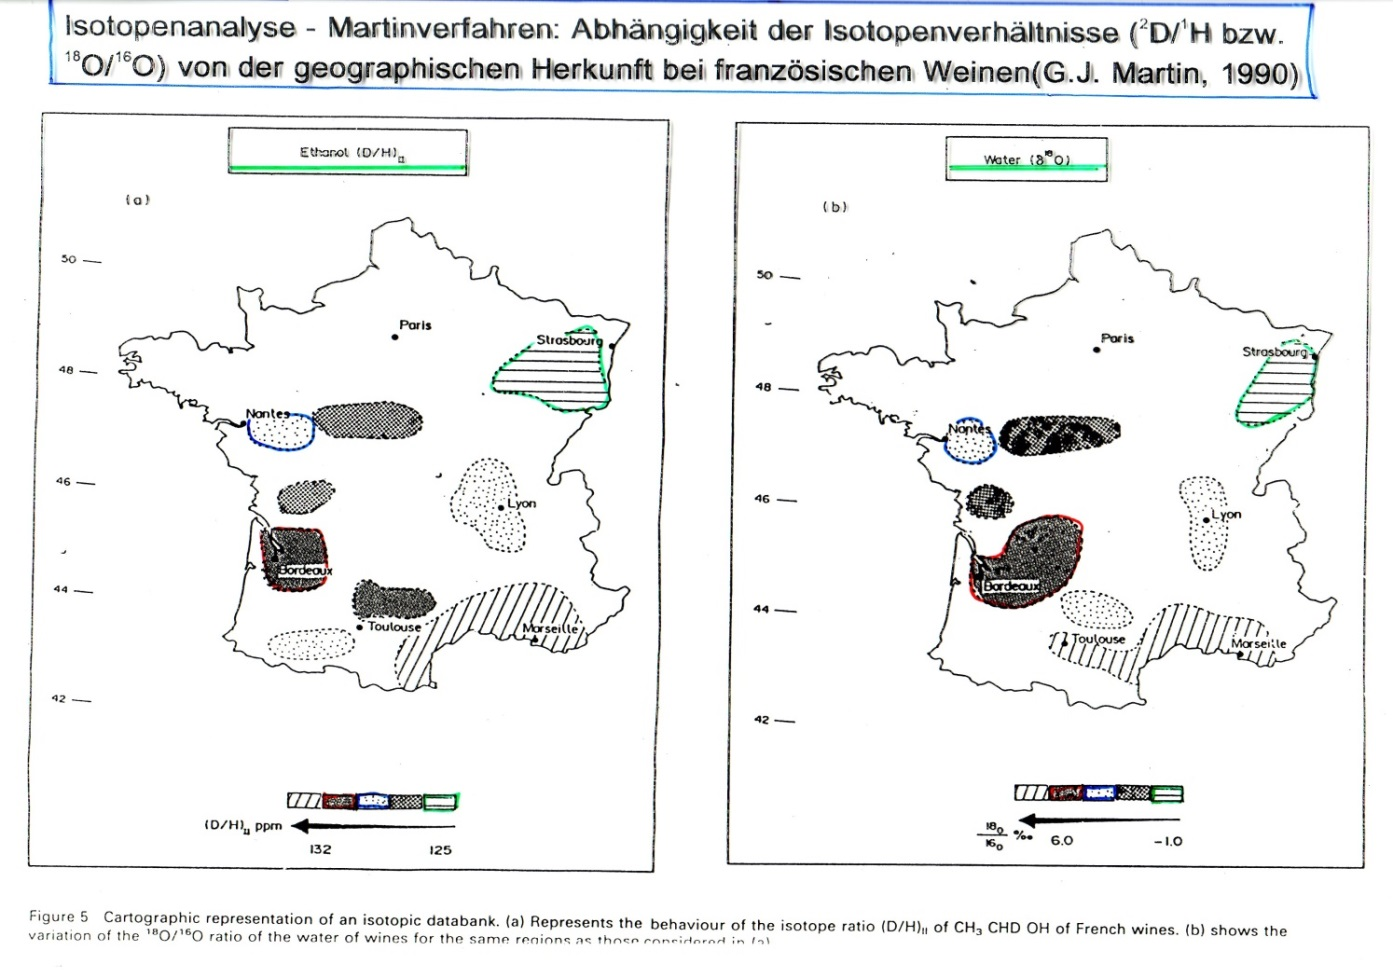 Isotopenanalyse - Martinverfahren: Abhängigkeit der Isotopenverhältnisse (²D/¹H bzw.
¹⁸O/¹⁶O) von der geographischen Herkunft bei französischen Weinen(G.J. Martin, 1990)
Ethanol (D/H)II
(a)
50
Paris
Strasbourg
48
Nantes
46
Lyon
Bordeaux
44
Toulouse
Marseille
42
(D/H)II ppm
132
125
Water (δ¹⁸O)
(b)
50
Paris
Strasbourg
48
Nantes
46
Lyon
Bordeaux
44
Toulouse
Marseille
42
¹⁸O
¹⁶O
‰
6.0
-1.0
Figure 5 Cartographic representation of an isotopic databank. (a) Represents the behaviour of the isotope ratio (D/H)II of CH₃ CHD OH of French wines. (b) shows the
variation of the ¹⁸O/¹⁶O ratio of the water of wines for the same regions as those considered in (a)